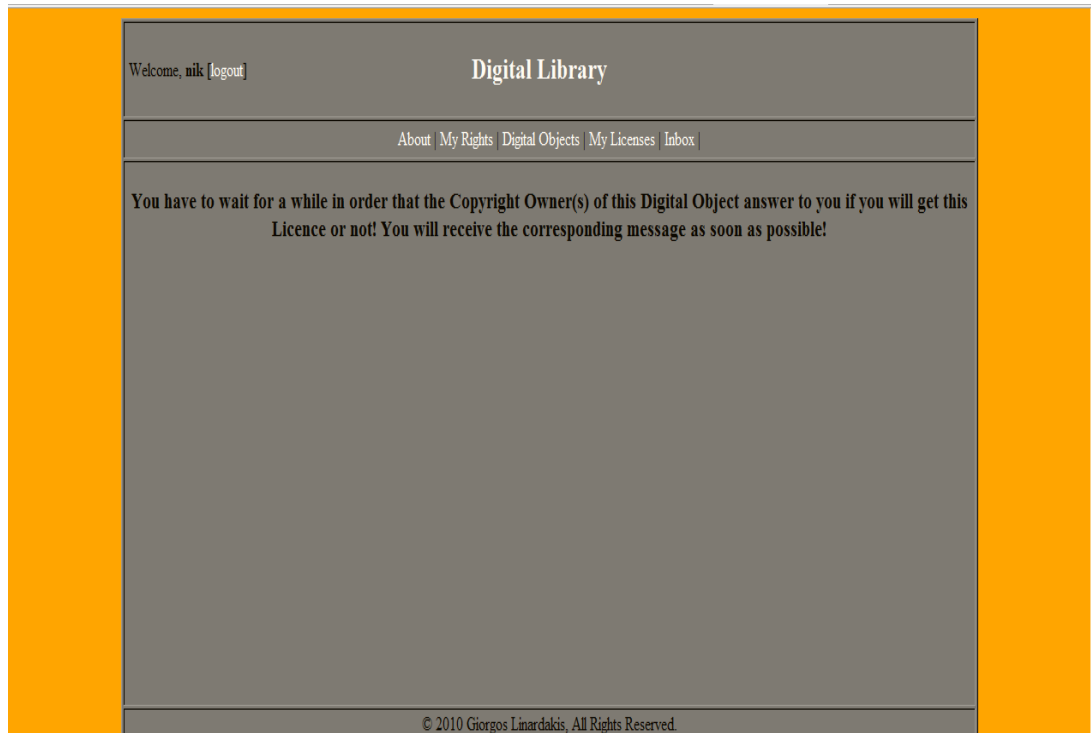 Welcome, nik [logout]
Digital Library
About | My Rights | Digital Objects | My Licenses | Inbox |
You have to wait for a while in order that the Copyright Owner(s) of this Digital Object answer to you if you will get this
Licence or not! You will receive the corresponding message as soon as possible!
© 2010 Giorgos Linardakis, All Rights Reserved.